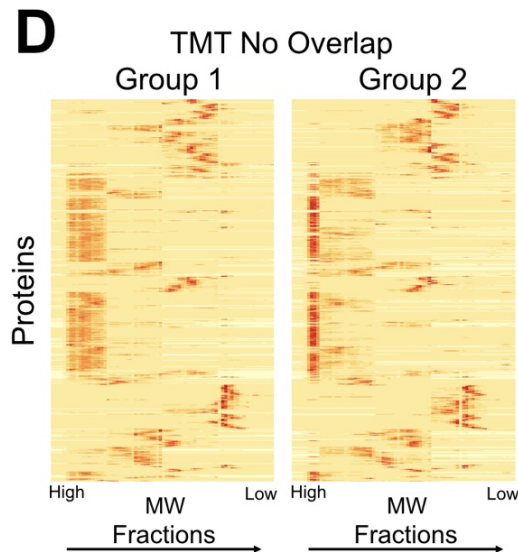 D
TMT No Overlap
Group 1 Group 2
Proteins
High Low High Low
MW MW
Fractions Fractions